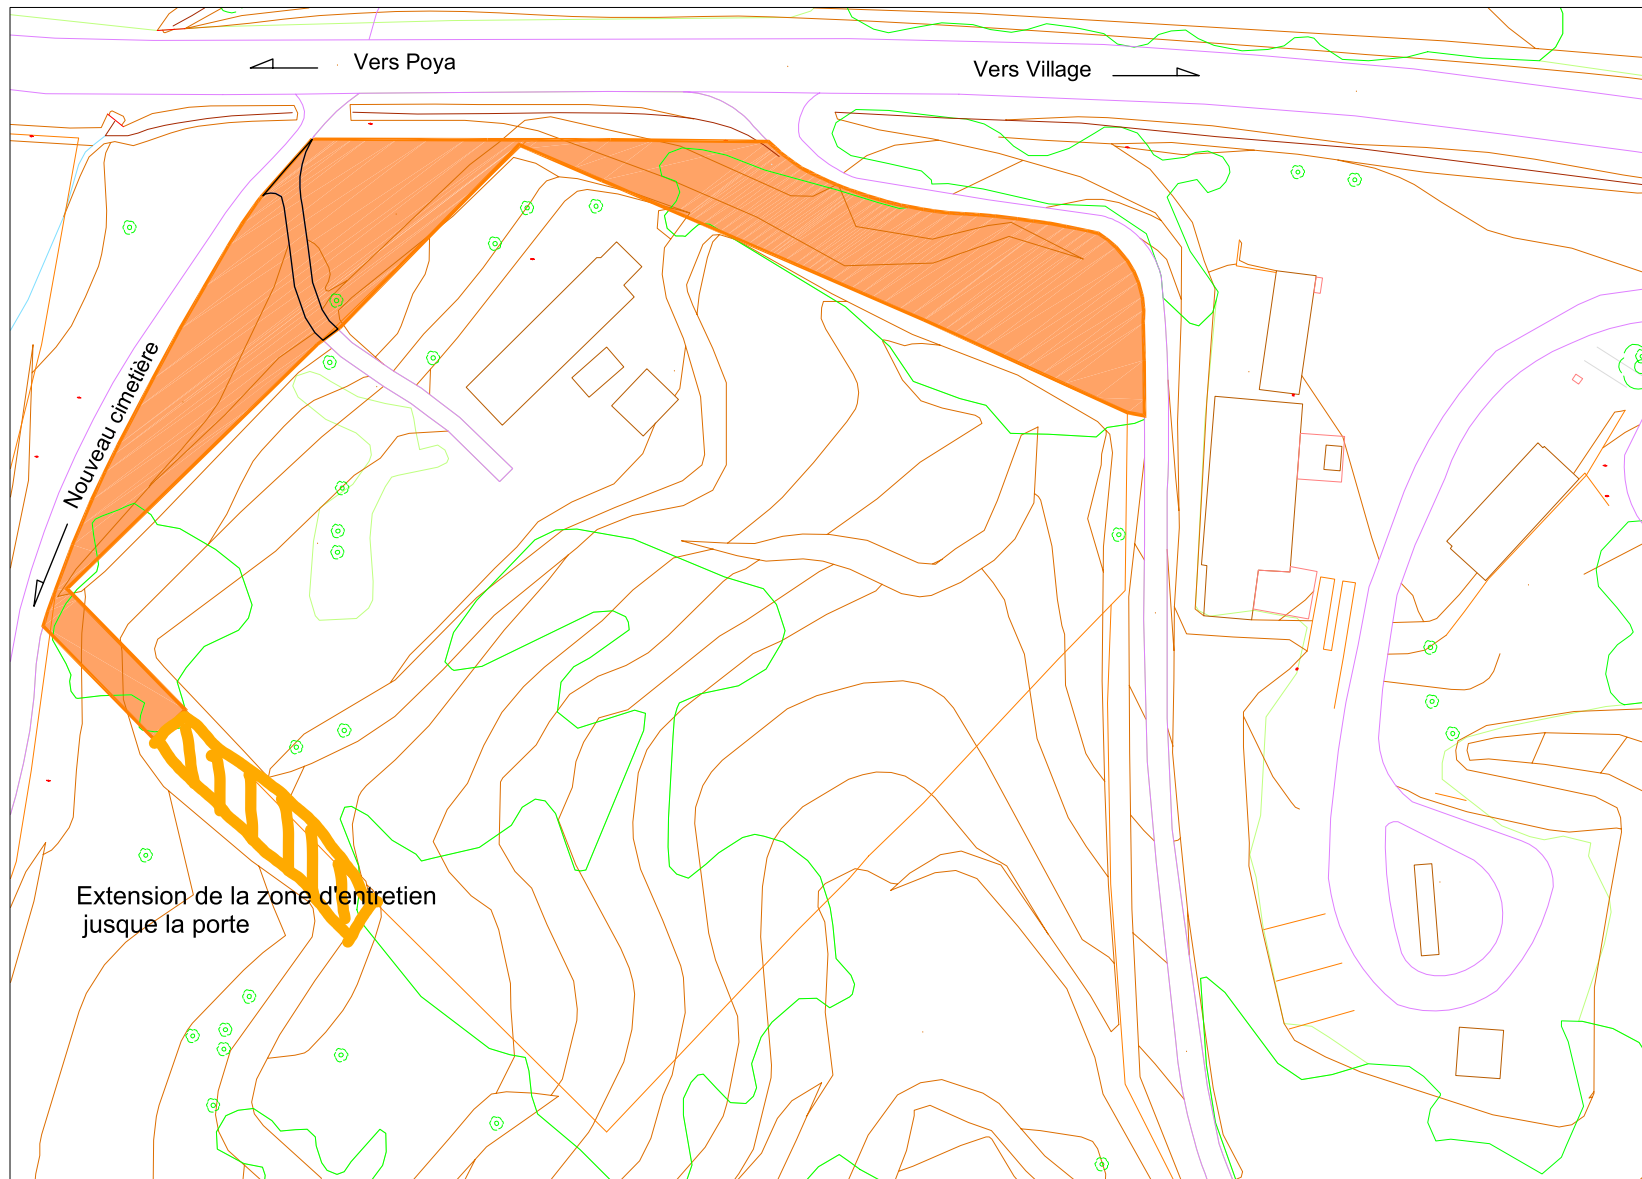 Vers Poya
Vers Village
Nouveau cimetière
Extension de la zone d'entretien
jusque la porte